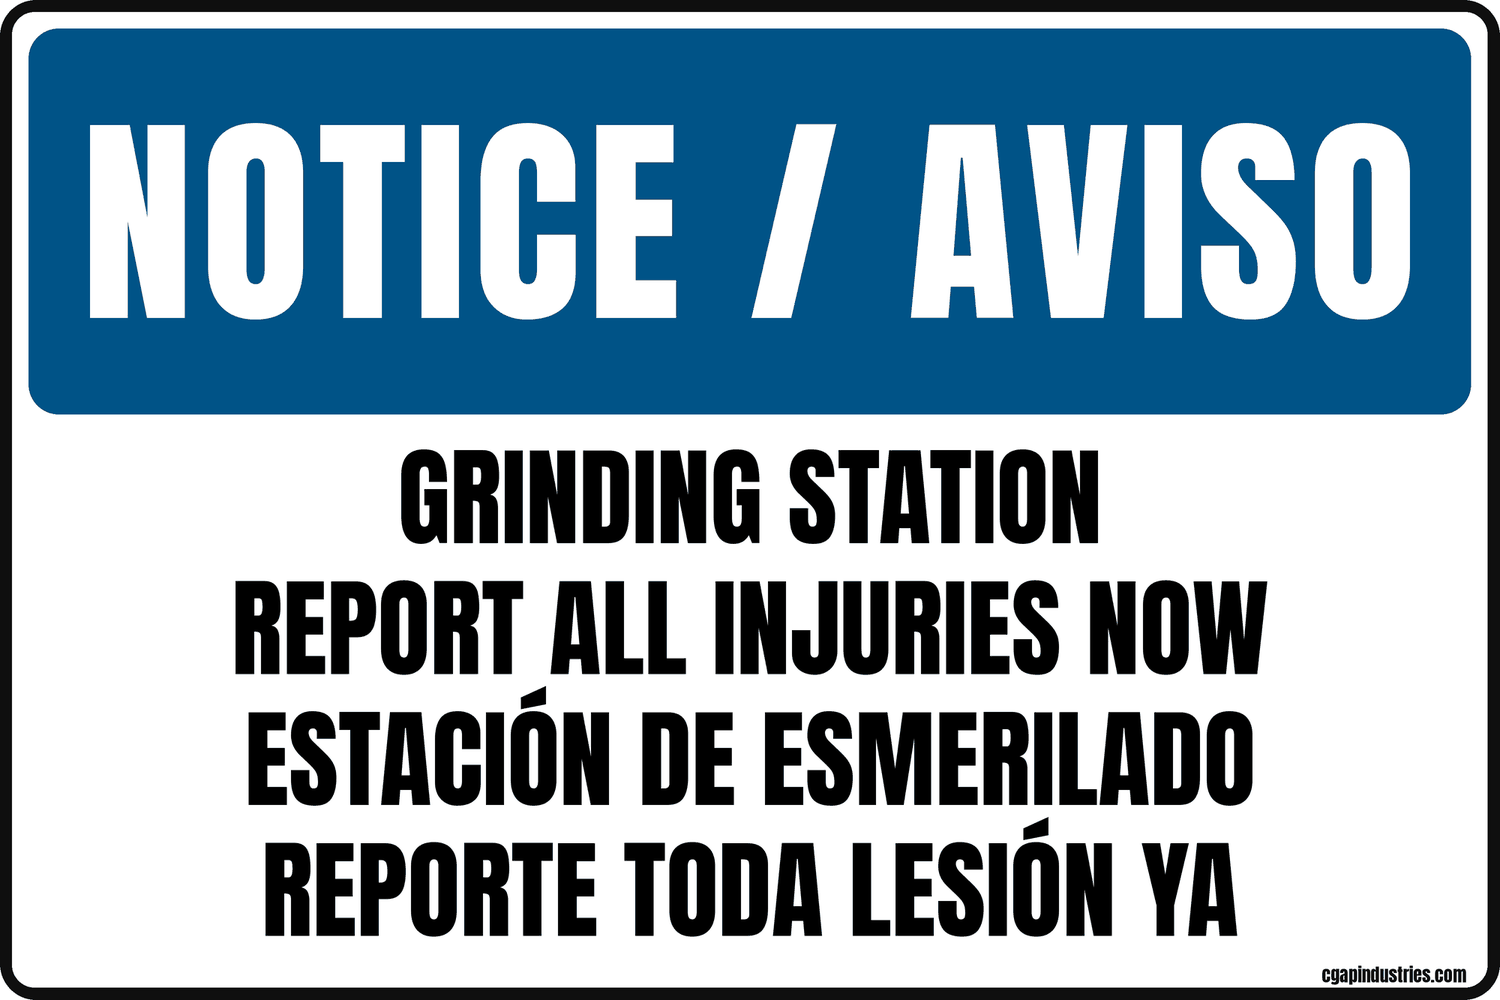 NOTICE / AVISO
GRINDING STATION
REPORT ALL INJURIES NOW
ESTACIÓN DE ESMERILADO
REPORTE TODA LESIÓN YA
cgapindustries.com